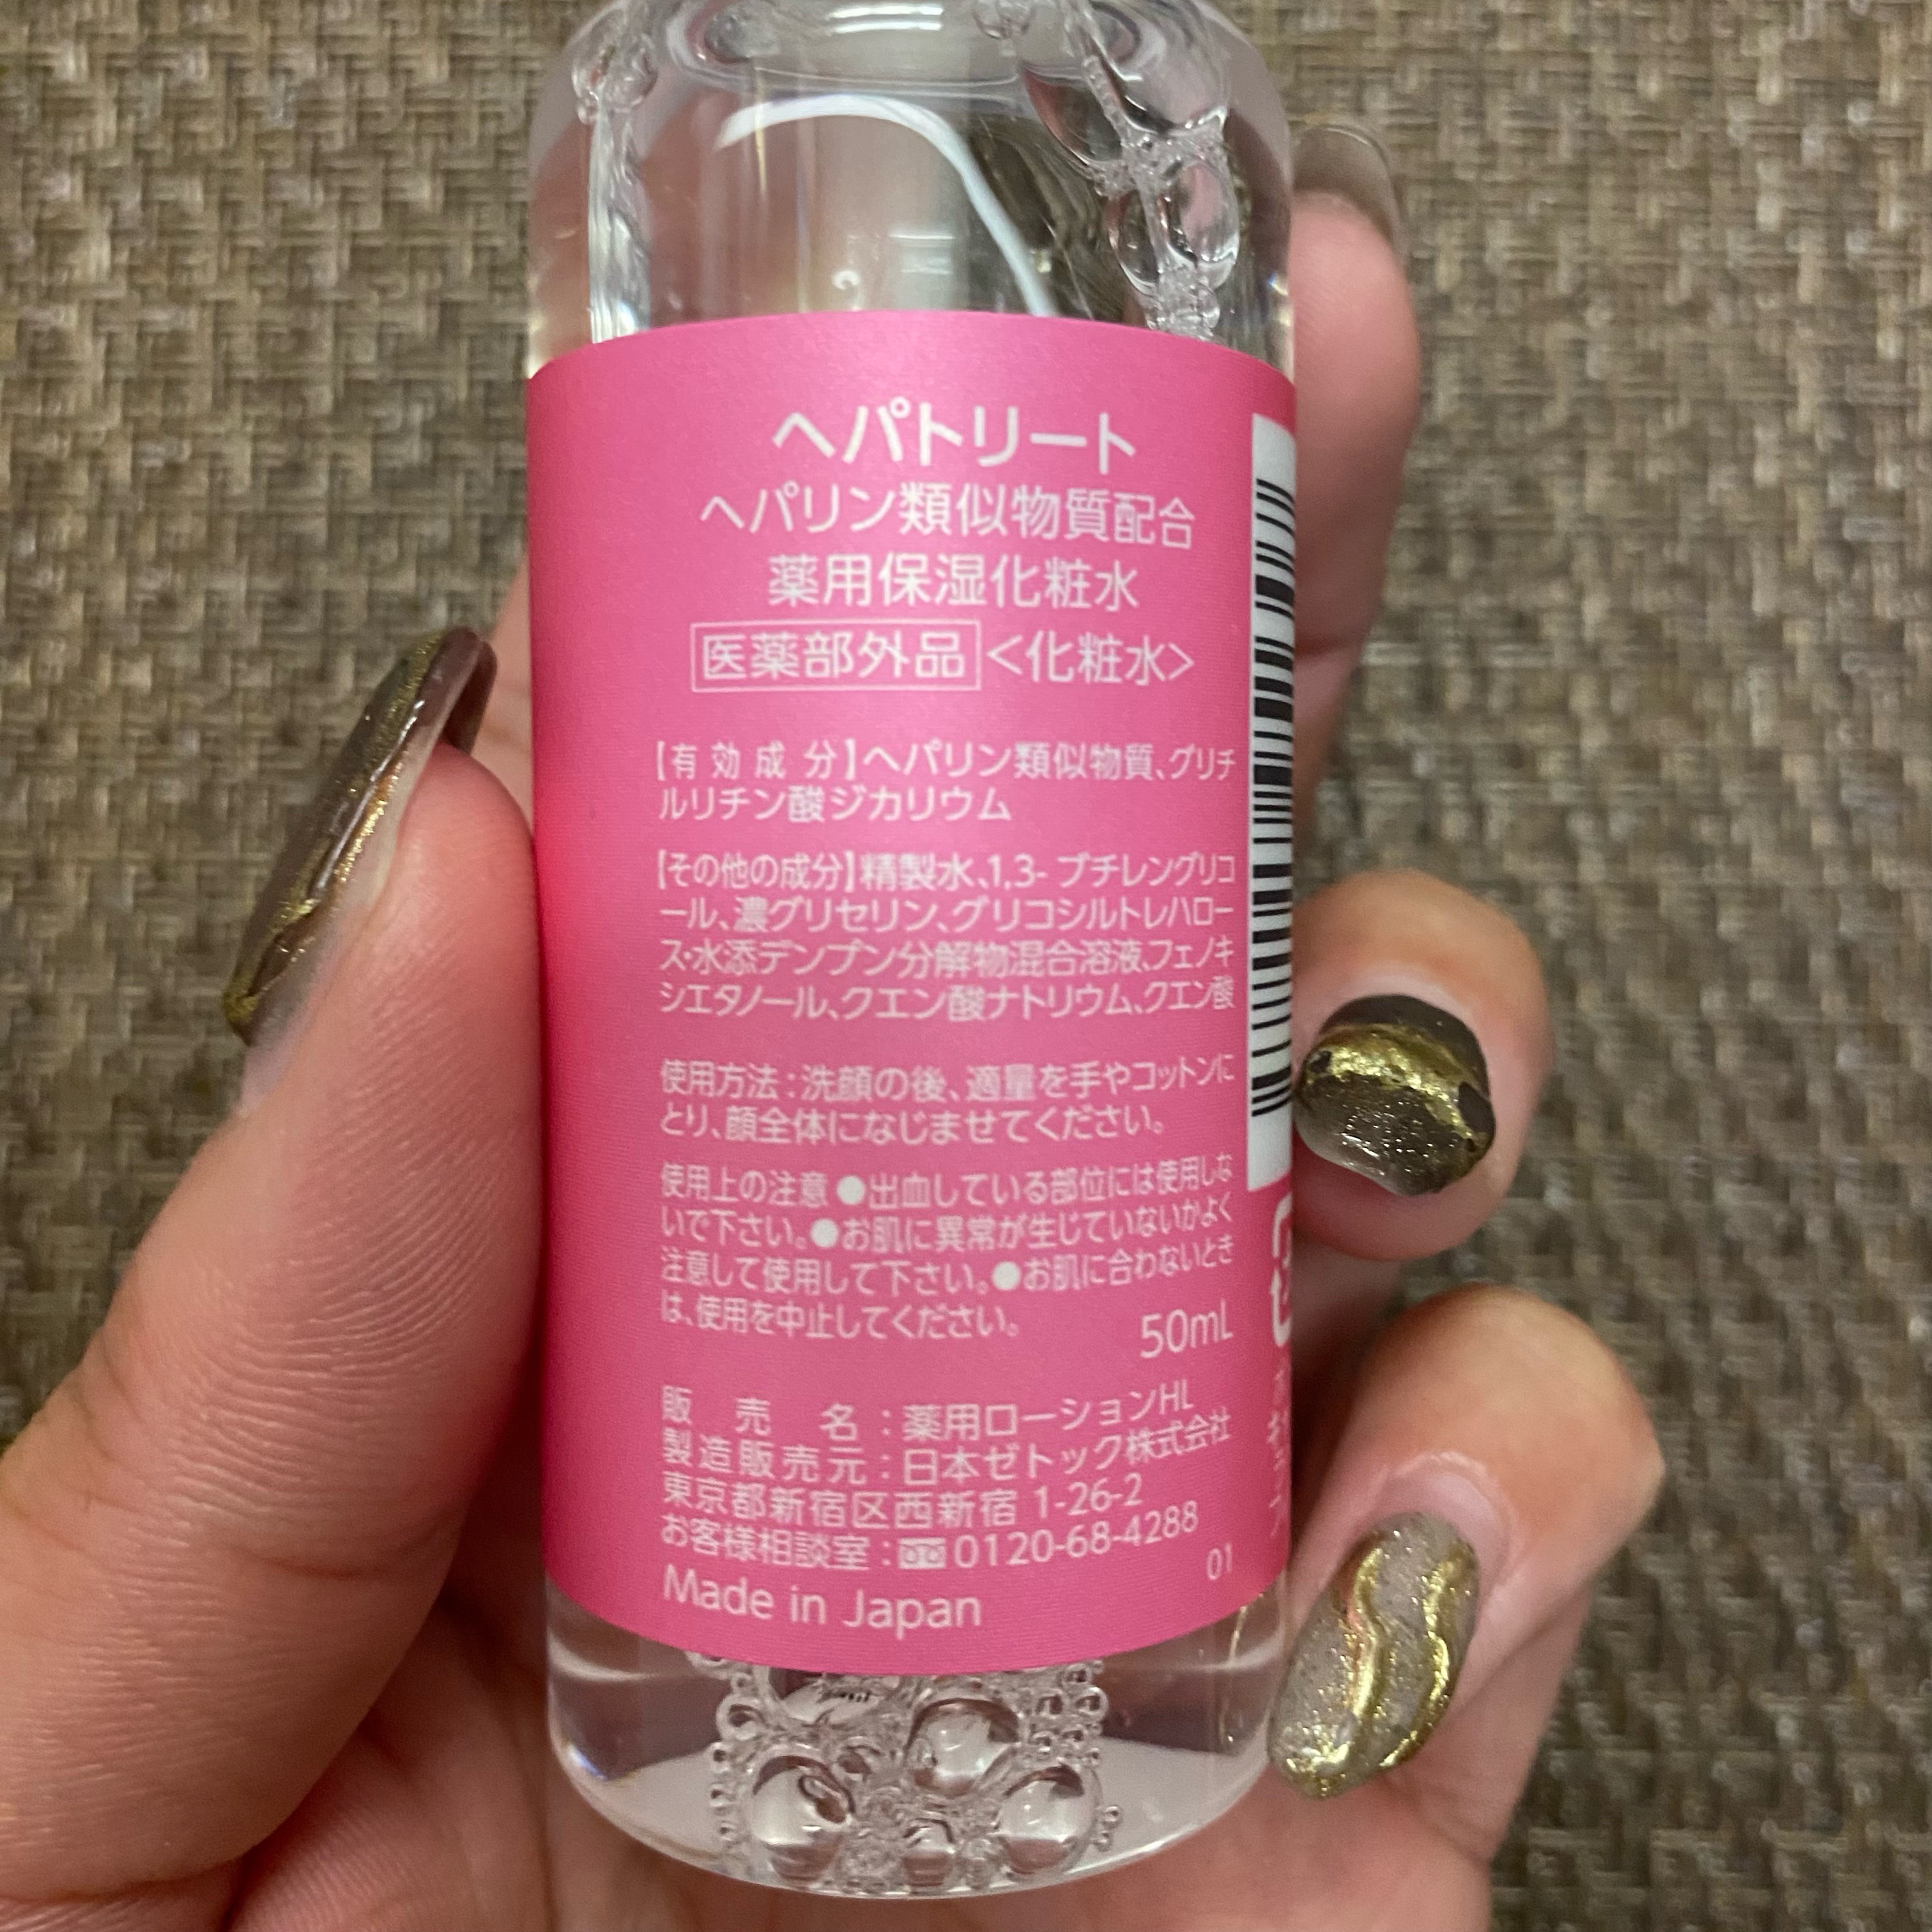 ヘパトリート
ヘパリン類似物質配合
薬用保湿化粧水
医薬部外品<化粧水>
【有効成分】ヘパリン類似物質、グリチ
ルリチン酸ジカリウム
【その他の成分】精製水、1,3-ブチレングリコ
ール、濃グリセリン、グリコシルトレハロー
ス・水添デンプン分解物混合溶液、フェノキ
シエタノール、クエン酸ナトリウム、クエン酸
使用方法:洗顔の後、適量を手やコットンに
とり、顔全体になじませてください。
使用上の注意 ●出血している部位には使用しな
いで下さい。●お肌に異常が生じていないかよく
注意して使用して下さい。●お肌に合わないとき
は、使用を中止してください。
50mL
販売名:薬用ローションHL
製造販売元:日本ゼトック株式会社
東京都新宿区西新宿 1-26-2
お客様相談室:0120-68-4288
Made in Japan
01